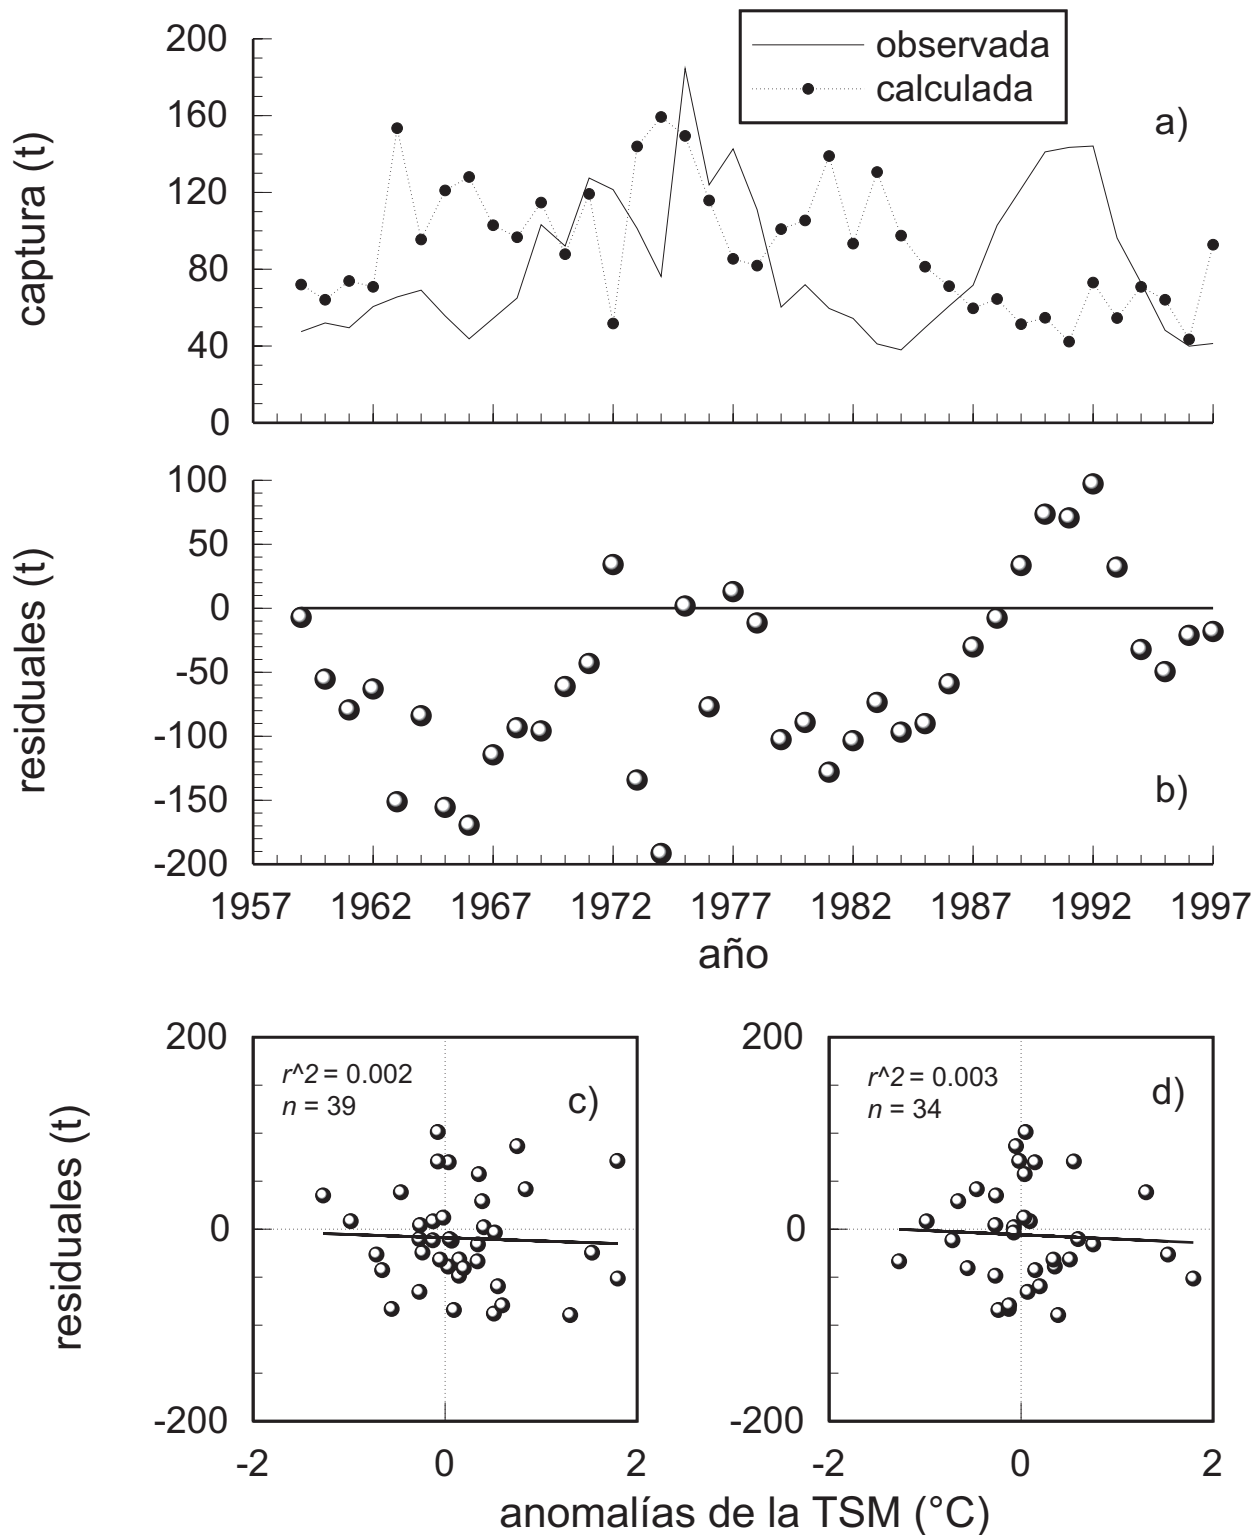 observada
calculada
a)
captura (t)
200
160
120
80
40
0
residuales (t)
100
50
0
-50
-100
-150
-200
b)
1957 1962 1967 1972 1977 1982 1987 1992 1997
año
residuales (t)
200
0
-200
r^2 = 0.002
n = 39
c)
-2 0 2
200
0
-200
r^2 = 0.003
n = 34
d)
-2 0 2
anomalías de la TSM (°C)